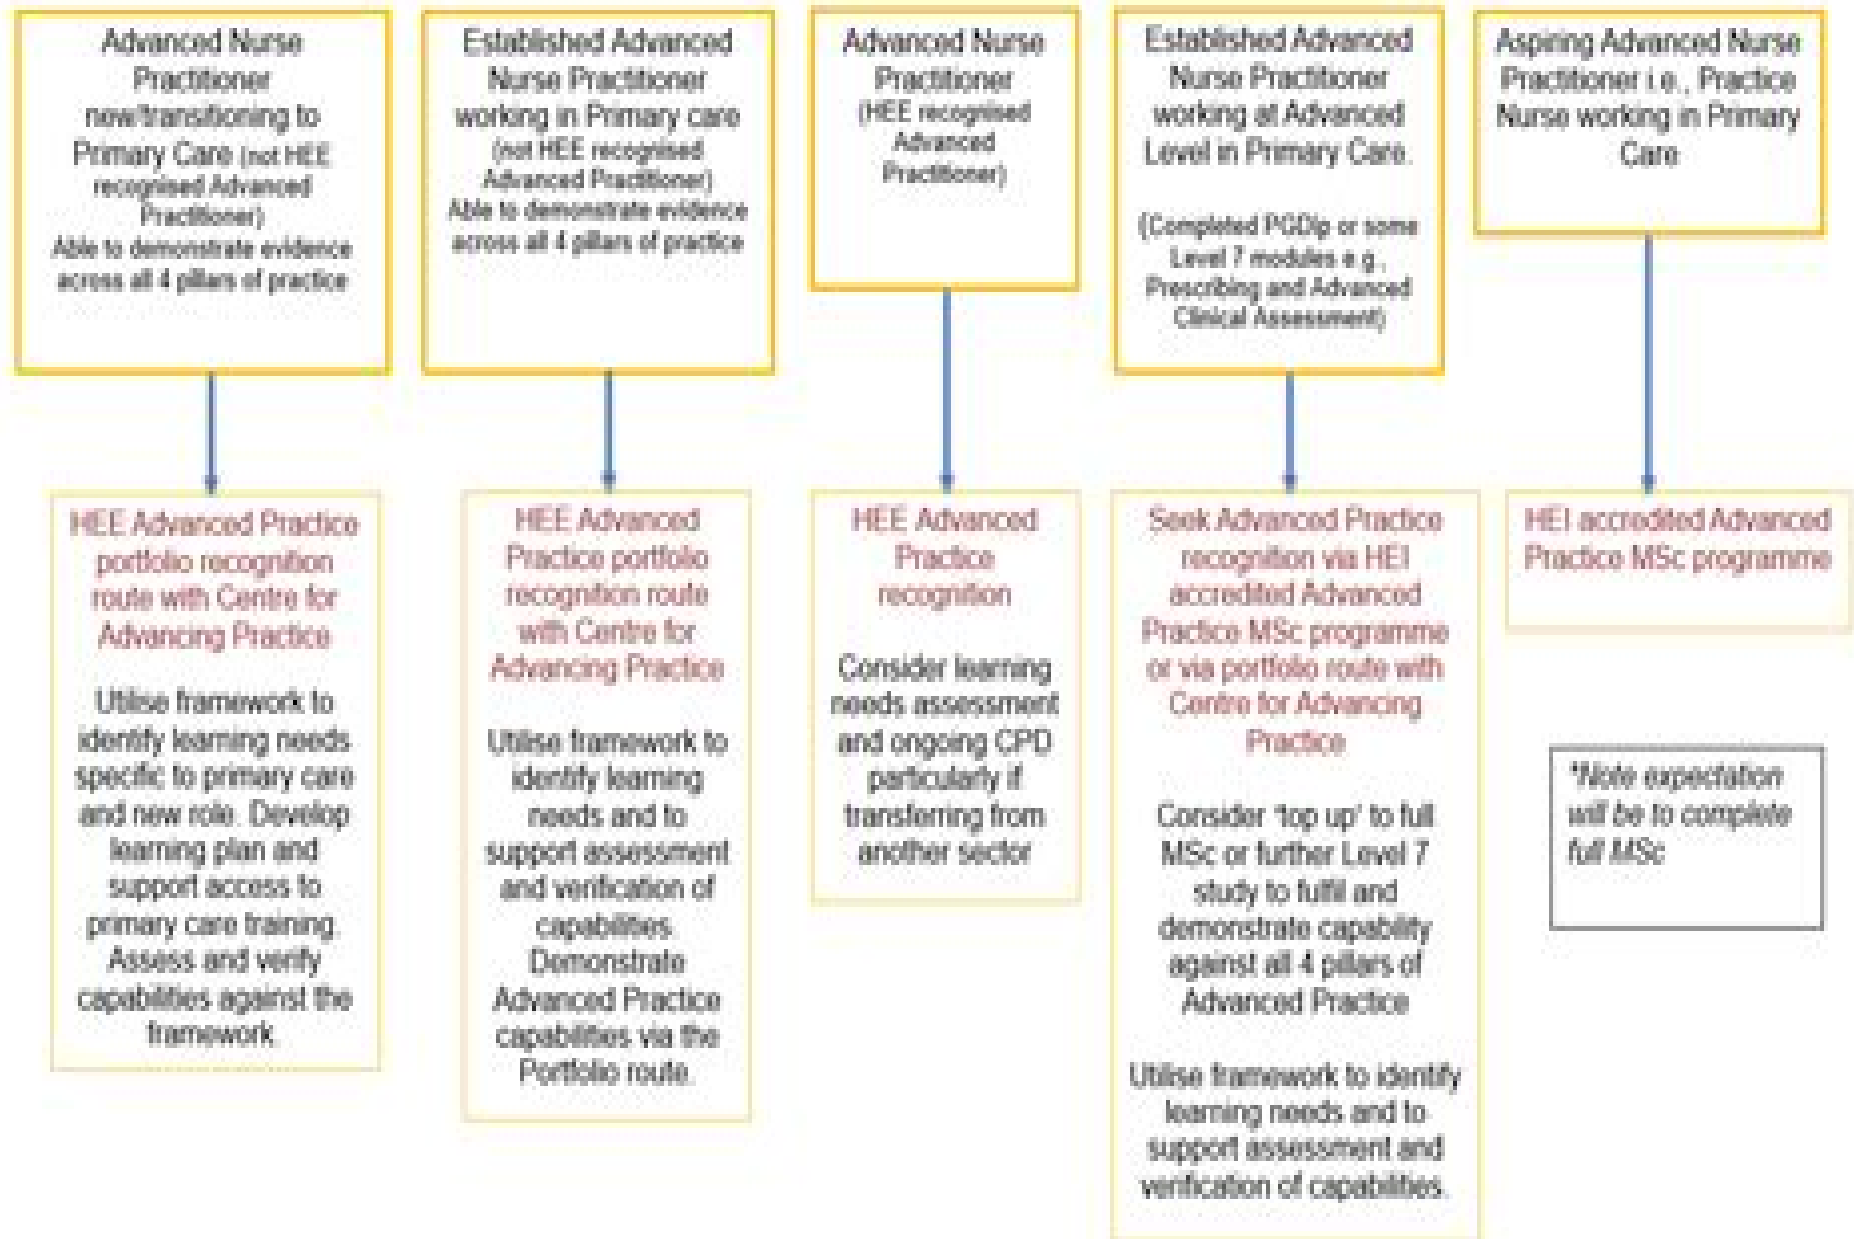 Advanced Nurse
Practitioner
new/transitioning to
Primary Care (not HEE
recognised Advanced
Practitioner)
Able to demonstrate evidence
across all 4 pillars of practice
Established Advanced
Nurse Practitioner
working in Primary care
(not HEE recognised
Advanced Practitioner)
Able to demonstrate evidence
across all 4 pillars of practice
Advanced Nurse
Practitioner
(HEE recognised
Advanced
Practitioner)
Established Advanced
Nurse Practitioner
working at Advanced
Level in Primary Care.
(Completed PGDip or some
Level 7 modules e.g.,
Prescribing and Advanced
Clinical Assessment)
Aspiring Advanced Nurse
Practitioner i.e., Practice
Nurse working in Primary
Care
HEE Advanced Practice
portfolio recognition
route with Centre for
Advancing Practice
Utilise framework to
identify learning needs
specific to primary care
and new role. Develop
learning plan and
support access to
primary care training.
Assess and verify
capabilities against the
framework.
HEE Advanced
Practice portfolio
recognition route
with Centre for
Advancing Practice
Utilise framework to
identify learning
needs and to
support assessment
and verification of
capabilities.
Demonstrate
Advanced Practice
capabilities via the
Portfolio route.
HEE Advanced
Practice
recognition
Consider learning
needs assessment
and ongoing CPD
particularly if
transferring from
another sector
Seek Advanced Practice
recognition via HEI
accredited Advanced
Practice MSc programme
or via portfolio route with
Centre for Advancing
Practice
Consider 'top up' to full
MSc or further Level 7
study to fulfil and
demonstrate capability
against all 4 pillars of
Advanced Practice
Utilise framework to identify
learning needs and to
support assessment and
verification of capabilities.
HEI accredited Advanced
Practice MSc programme
*Note expectation
will be to complete
full MSc